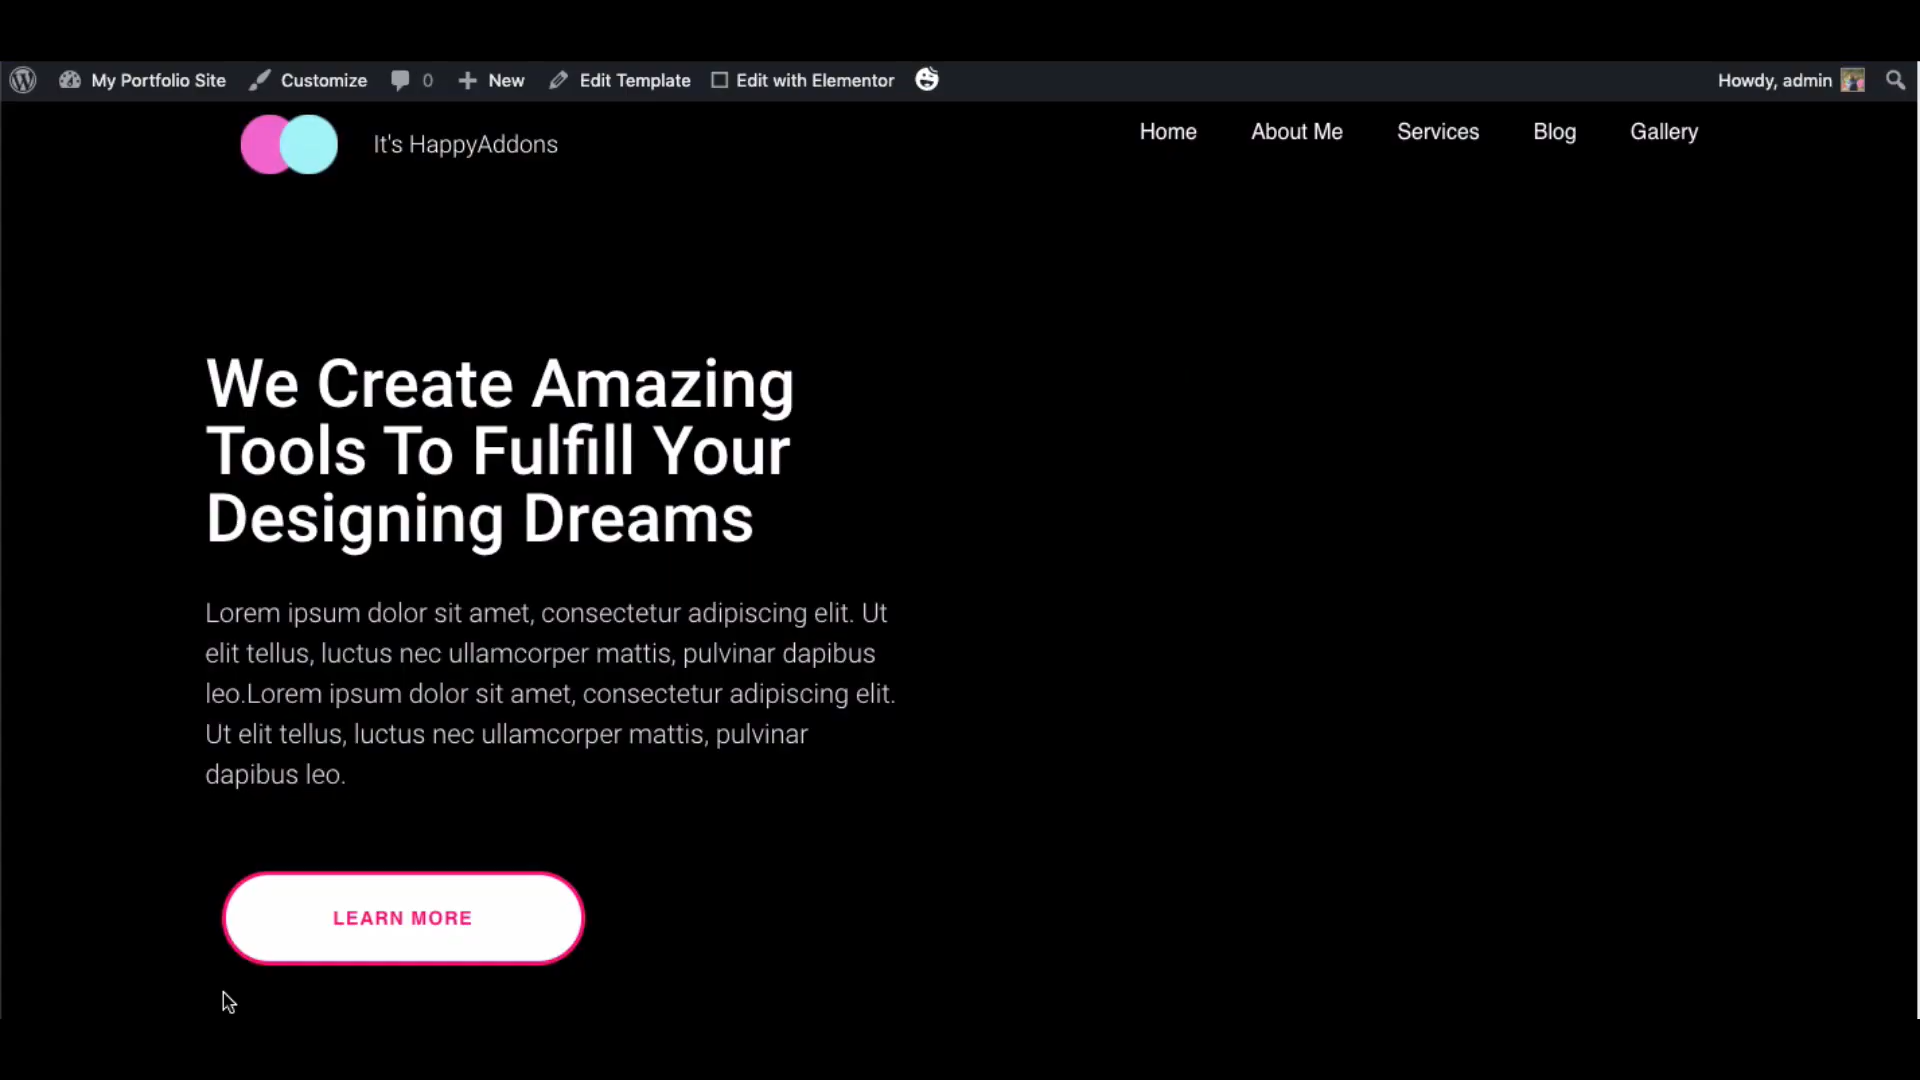 My Portfolio Site Customize 0 New Edit Template Edit with Elementor Howdy, admin
It's HappyAddons Home About Me Services Blog Gallery
We Create Amazing
Tools To Fulfill Your
Designing Dreams
Lorem ipsum dolor sit amet, consectetur adipiscing elit. Ut
elit tellus, luctus nec ullamcorper mattis, pulvinar dapibus
leo.Lorem ipsum dolor sit amet, consectetur adipiscing elit.
Ut elit tellus, luctus nec ullamcorper mattis, pulvinar
dapibus leo.
LEARN MORE